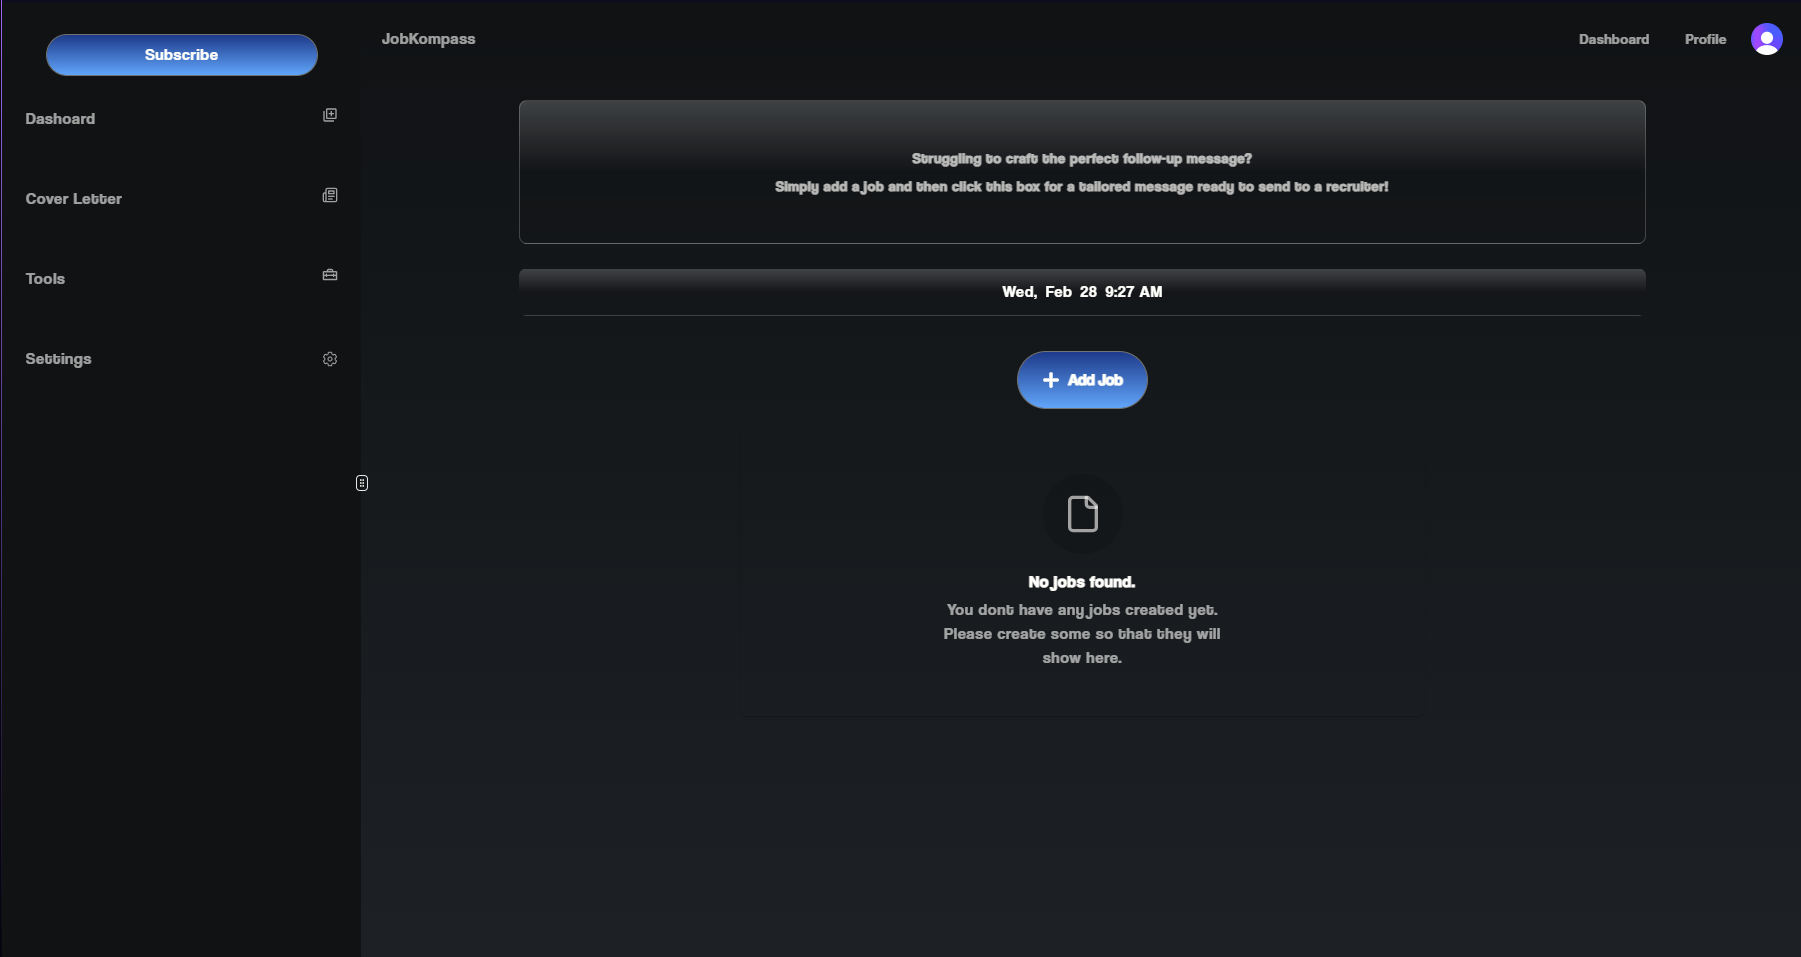 Subscribe
JobKompass
Dashboard
Profile
Dashoard
Cover Letter
Tools
Settings
Struggling to craft the perfect follow-up message?
Simply add a job and then click this box for a tailored message ready to send to a recruiter!
Wed, Feb 28 9:27 AM
Add Job
No jobs found.
You dont have any jobs created yet.
Please create some so that they will
show here.